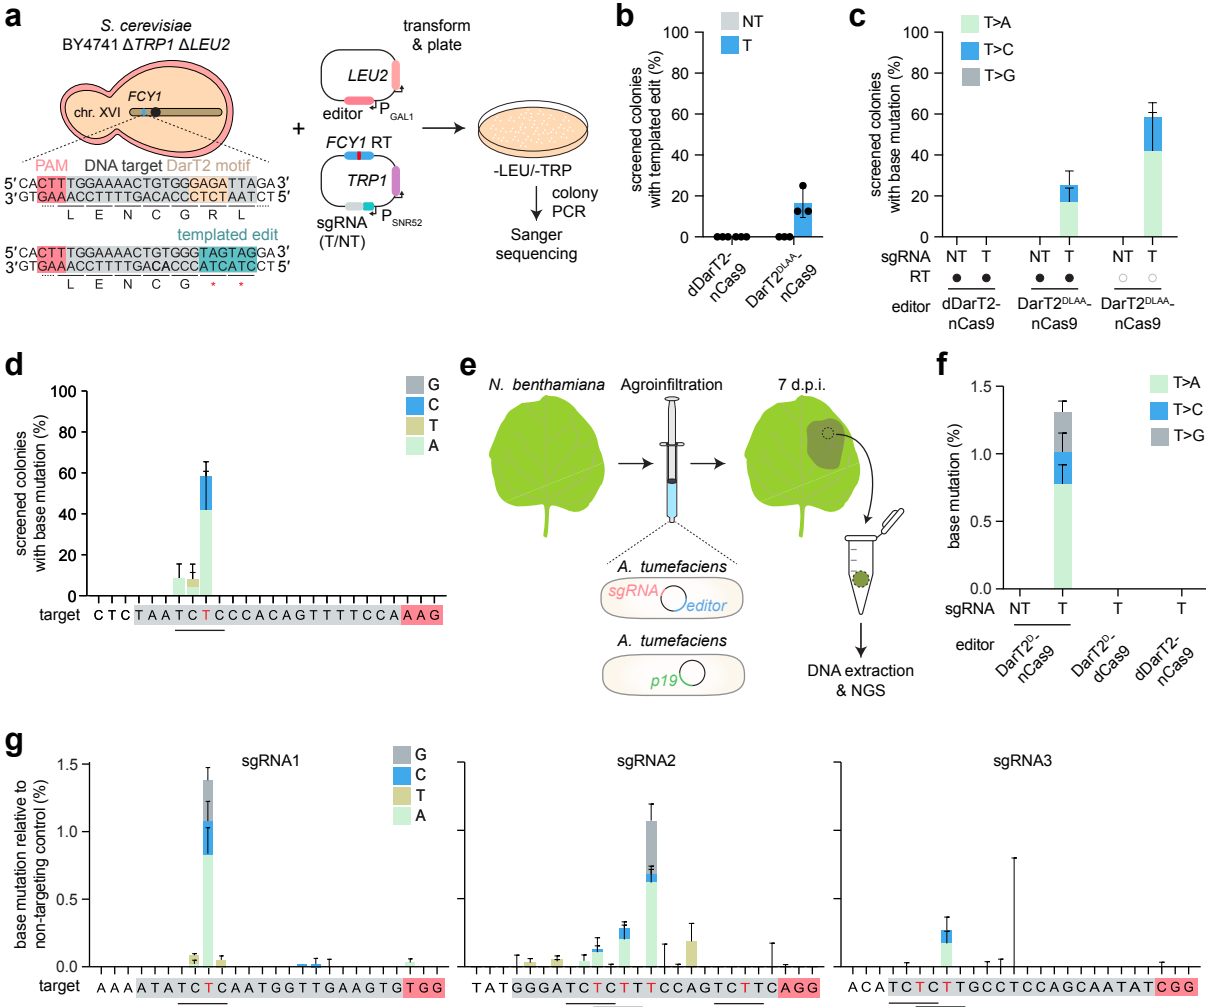 a
S. cerevisiae
BY4741 ΔTRP1 ΔLEU2
FCY1
chr. XVI
PAM DNA target DarT2 motif
5′CACTTTGGAAAACTGTGGGAGATTAGA3′
3′GTGAAACCTTTTGACACCCTCTAATCT5′
L E N C G R L
templated edit
5′CACTTTGGAAAACTGTGGGTAGTAGGA3′
3′GTGAAACCTTTTGACACCCATCATCCT5′
L E N C G * *
+
LEU2
editor
P GAL1
FCY1 RT
TRP1
sgRNA
(T/NT)
P SNR52
transform
& plate
-LEU/-TRP
colony
PCR
Sanger
sequencing
b
NT
T
screened colonies
with templated edit (%)
100
80
60
40
20
0
dDarT2-
nCas9
DarT2DLAA-
nCas9
c
T>A
T>C
T>G
screened colonies
with base mutation (%)
100
80
60
40
20
0
sgRNA NT T NT T NT T
RT
editor
dDarT2-
nCas9
DarT2DLAA-
nCas9
DarT2DLAA-
nCas9
d
G
C
T
A
screened colonies
with base mutation (%)
100
80
60
40
20
0
target C T C T A A T C T C C C A C A G T T T T C C A A A G
e
N. benthamiana
Agroinfiltration
7 d.p.i.
A. tumefaciens
sgRNA
editor
A. tumefaciens
p19
DNA extraction
& NGS
f
T>A
T>C
T>G
base mutation (%)
1.5
1.0
0.5
0.0
sgRNA NT T T T
editor
DarT2D-
nCas9
DarT2D-
dCas9
dDarT2-
nCas9
g
sgRNA1
G
C
T
A
base mutation relative to
non-targeting control (%)
1.5
1.0
0.5
0.0
target A A A A T A T C T C A A T G G T T G A A G T G T G G
sgRNA2
T A T G G G A T C T C T T T C C A G T C T T C A G G
sgRNA3
A C A T C T C T T G C C T C C A G C A A T A T C G G